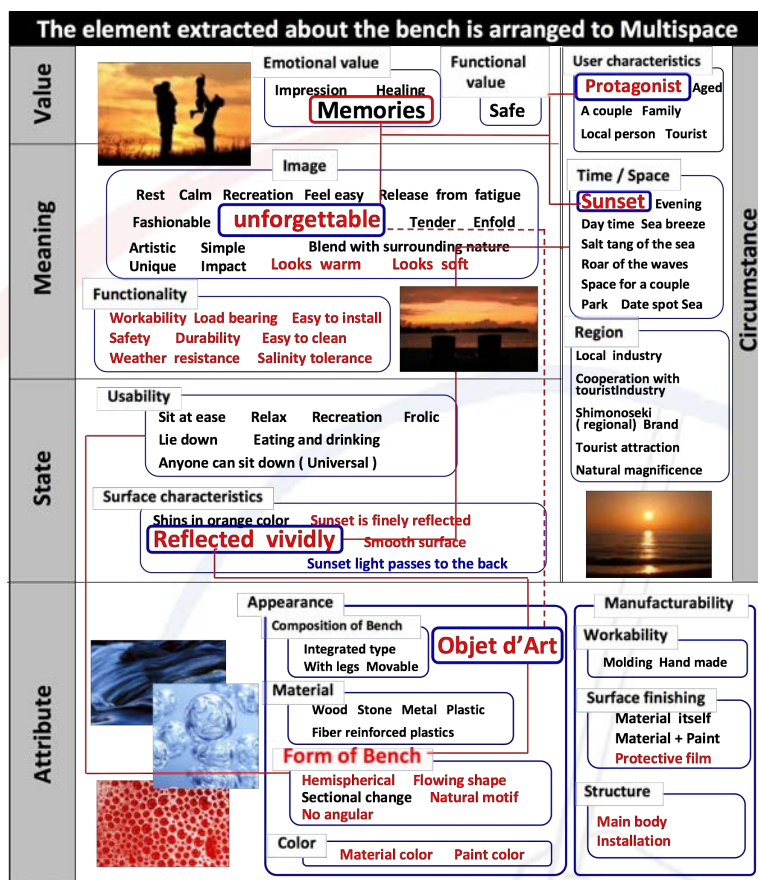 The element extracted about the bench is arranged to Multispace
Value
Emotional value
Impression Healing
Memories
Functional
value
Safe
User characteristics
Protagonist Aged
A couple Family
Local person Tourist
Meaning
Image
Rest Calm Recreation Feel easy Release from fatigue
Fashionable unforgettable Tender Enfold
Artistic Simple Blend with surrounding nature
Unique Impact Looks warm Looks soft
Functionality
Workability Load bearing Easy to install
Safety Durability Easy to clean
Weather resistance Salinity tolerance
Time / Space
Sunset Evening
Day time Sea breeze
Salt tang of the sea
Roar of the waves
Space for a couple
Park Date spot Sea
Circumstance
Region
Local industry
Cooperation with
touristIndustry
Shimonoseki
( regional) Brand
Tourist attraction
Natural magnificence
State
Usability
Sit at ease Relax Recreation Frolic
Lie down Eating and drinking
Anyone can sit down ( Universal )
Surface characteristics
Shins in orange color Sunset is finely reflected
Reflected vividly Smooth surface
Sunset light passes to the back
Attribute
Appearance
Composition of Bench
Integrated type
With legs Movable
Objet d’Art
Material
Wood Stone Metal Plastic
Fiber reinforced plastics
Form of Bench
Hemispherical Flowing shape
Sectional change Natural motif
No angular
Color
Material color Paint color
Manufacturability
Workability
Molding Hand made
Surface finishing
Material itself
Material + Paint
Protective film
Structure
Main body
Installation